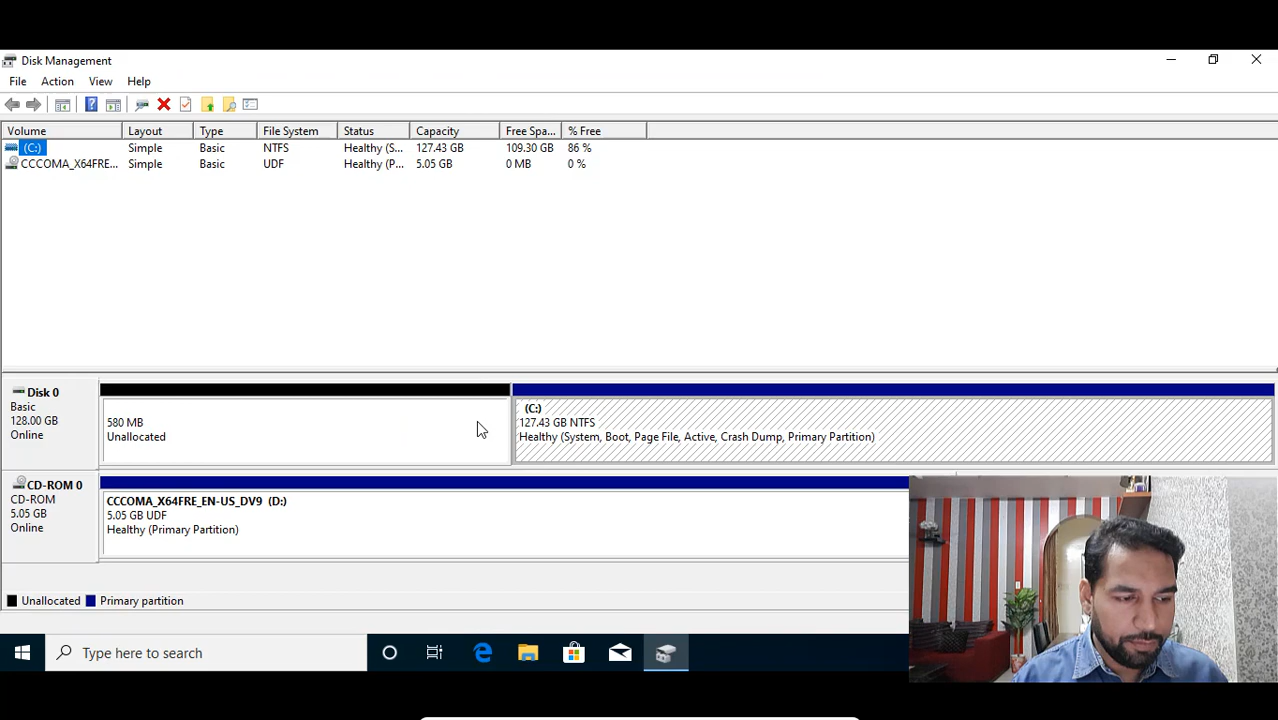 Disk Management
File Action View Help
Volume Layout Type File System Status Capacity Free Spa... % Free
(C:) Simple Basic NTFS Healthy (S... 127.43 GB 109.30 GB 86 %
CCCOMA_X64FRE... Simple Basic UDF Healthy (P... 5.05 GB 0 MB 0 %
Disk 0
Basic
128.00 GB
Online
580 MB
Unallocated
(C:)
127.43 GB NTFS
Healthy (System, Boot, Page File, Active, Crash Dump, Primary Partition)
CD-ROM 0
CD-ROM
5.05 GB
Online
CCCOMA_X64FRE_EN-US_DV9 (D:)
5.05 GB UDF
Healthy (Primary Partition)
Unallocated Primary partition
Type here to search